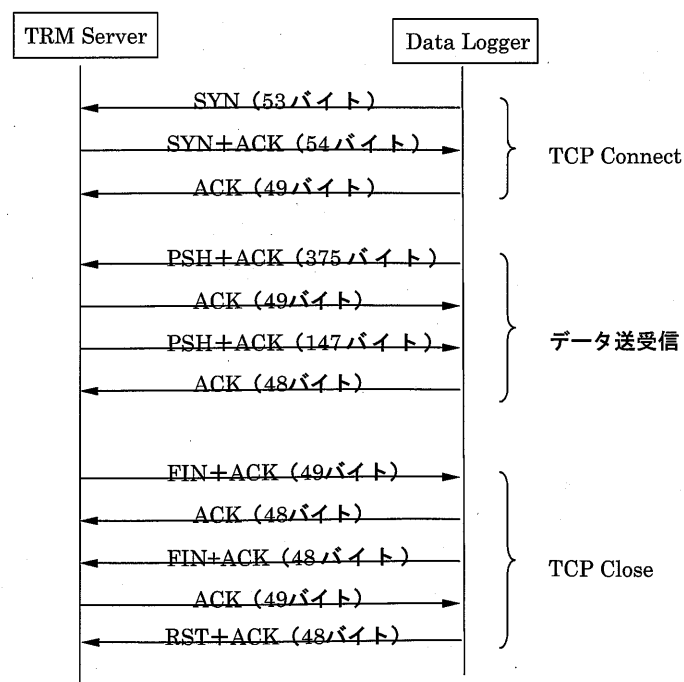 TRM Server
Data Logger
SYN (53バイト)
SYN+ACK (54バイト)
ACK (49バイト)
TCP Connect
PSH+ACK (375バイト)
ACK (49バイト)
PSH+ACK (147バイト)
ACK (48バイト)
データ送受信
FIN+ACK (49バイト)
ACK (48バイト)
FIN+ACK (48バイト)
ACK (49バイト)
RST+ACK (48バイト)
TCP Close